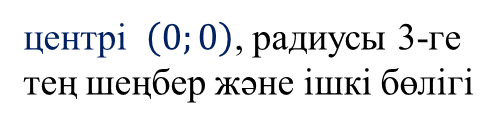 центрі (0; 0), радиусы 3-ге
тең шеңбер және ішкі бөлігі